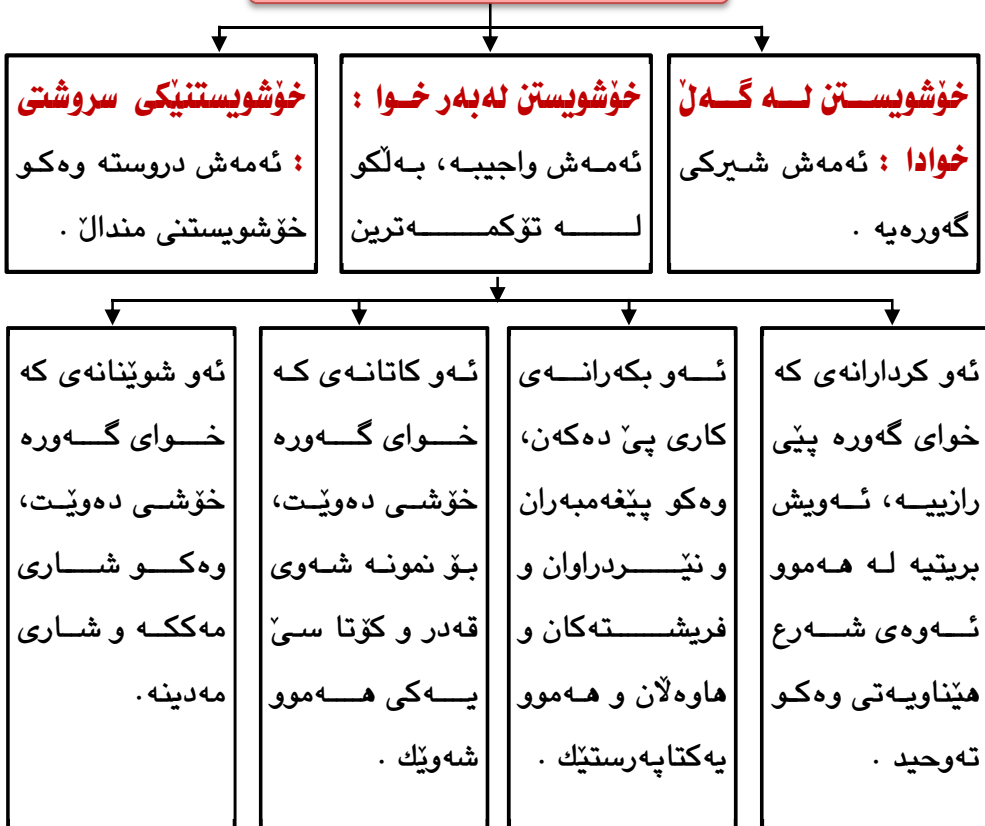 خۆشویستن لە گەڵ
خوادا : ئەمەش شیرکی
گەورەیە .
خۆشویستن لەبەر خوا :
ئەمەش واجیبە، بەڵکو
لە تۆکمەترین
خۆشویستنێکی سروشتی
: ئەمەش دروستە وەکو
خۆشویستنی منداڵ .
ئەو کردارانەی کە
خوای گەورە پێی
رازییە، ئەویش
بریتیە لە هەموو
ئەوەی شەرع
هێناویەتی وەکو
تەوحید .
ئەو بکەرانەی
کاری پێ دەکەن،
وەکو پێغەمبەران
و نێردراوان و
فریشتەکان و
هاوەڵان و هەموو
یەکتاپەرستێك .
ئەو کاتانەی کە
خوای گەورە
خۆشی دەوێت،
بۆ نمونە شەوی
قەدر و کۆتا سێ
یەکی هەموو
شەوێك .
ئەو شوێنانەی کە
خوای گەورە
خۆشی دەوێت،
وەکو شاری
مەککە و شاری
مەدینە.